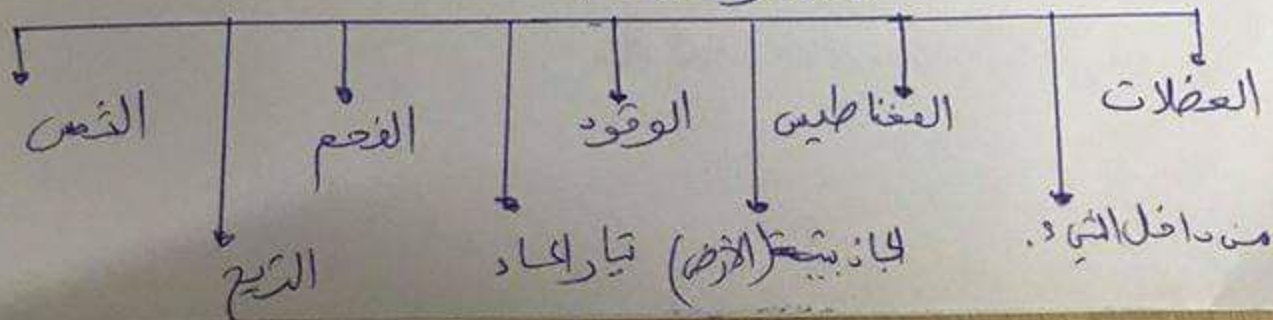 العضلات المغناطيس الوقود الفحم الشمس
من داخل الشيء. الجاذبية (الأرض) تيار الماء الريح